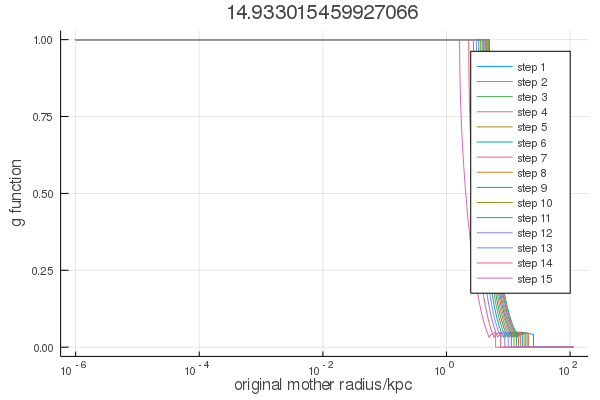 14.933015459927066
1.00
0.75
0.50
0.25
0.00
g function
10^-6
10^-4
10^-2
10^0
10^2
original mother radius/kpc
step 1
step 2
step 3
step 4
step 5
step 6
step 7
step 8
step 9
step 10
step 11
step 12
step 13
step 14
step 15